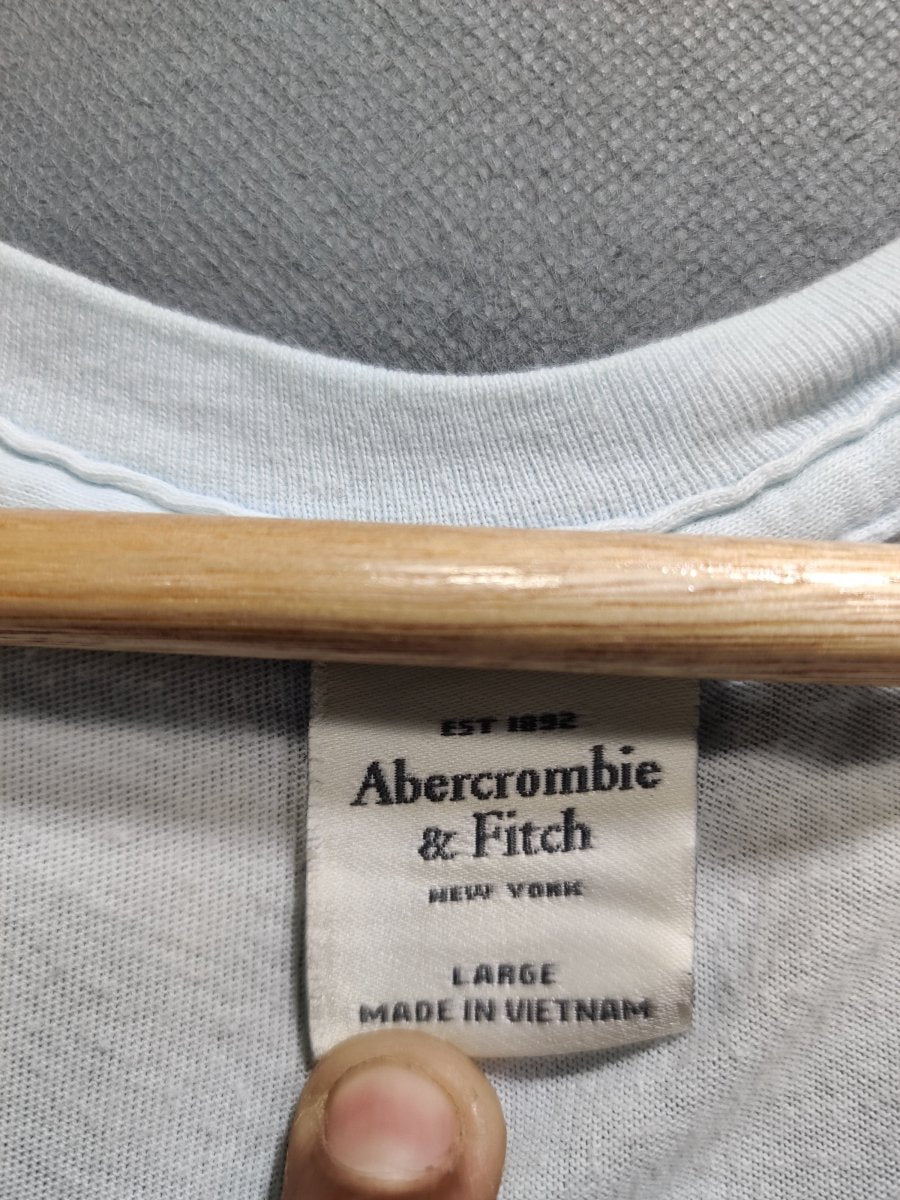 EST 1892
Abercrombie
& Fitch
NEW YORK
LARGE
MADE IN VIETNAM